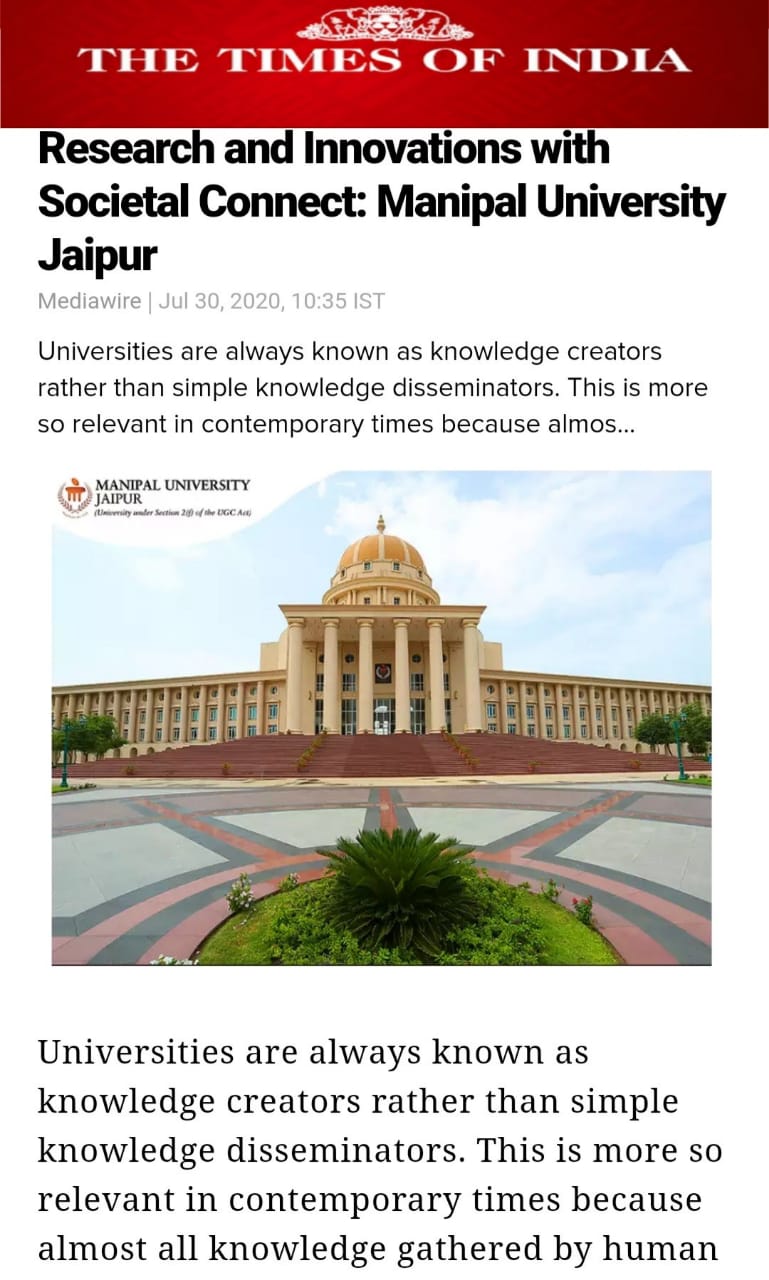 THE TIMES OF INDIA
Research and Innovations with
Societal Connect: Manipal University
Jaipur
Mediawire | Jul 30, 2020, 10:35 IST
Universities are always known as knowledge creators
rather than simple knowledge disseminators. This is more
so relevant in contemporary times because almos...
MANIPAL UNIVERSITY
JAIPUR
(University under Section 2(f) of the UGC Act)
Universities are always known as
knowledge creators rather than simple
knowledge disseminators. This is more so
relevant in contemporary times because
almost all knowledge gathered by human